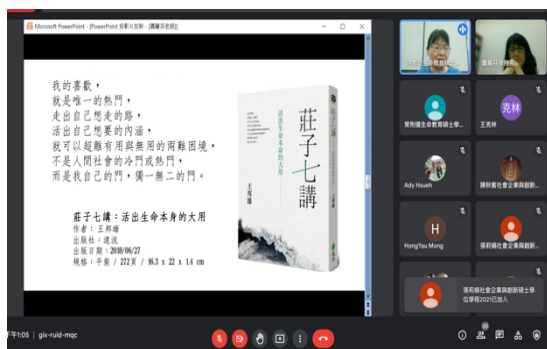 Microsoft PowerPoint - [PowerPoint 投影片放映 - [蕭麗芬老師]]
我的喜歡，
就是唯一的熱門，
走出自己想走的路，
活出自己想要的內涵，
就可以超離有用與無用的兩難困境，
不是人間社會的冷門或熱門，
而是我自己的門，獨一無二的門。
莊子七講：活出生命本身的大用
作者：王邦雄
出版社：遠流
出版日期：2018/06/27
規格：平裝 / 272頁 / 16.3 x 22 x 1.4 cm
莊子七講
活出生命本身的大用
王邦雄
克林
王克林
Ady Hsueh
H
HongYau Mong
張莉娟社會企業與創新碩士學
位學程2021已加入
下午1:05 | gix-ruid-mqc